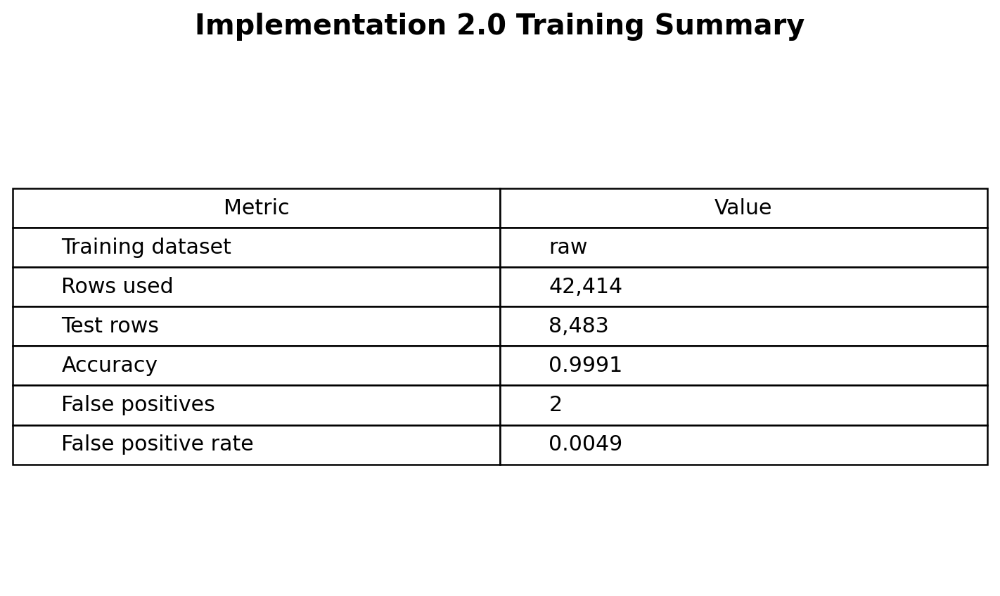 Implementation 2.0 Training Summary
Metric Value
Training dataset raw
Rows used 42,414
Test rows 8,483
Accuracy 0.9991
False positives 2
False positive rate 0.0049